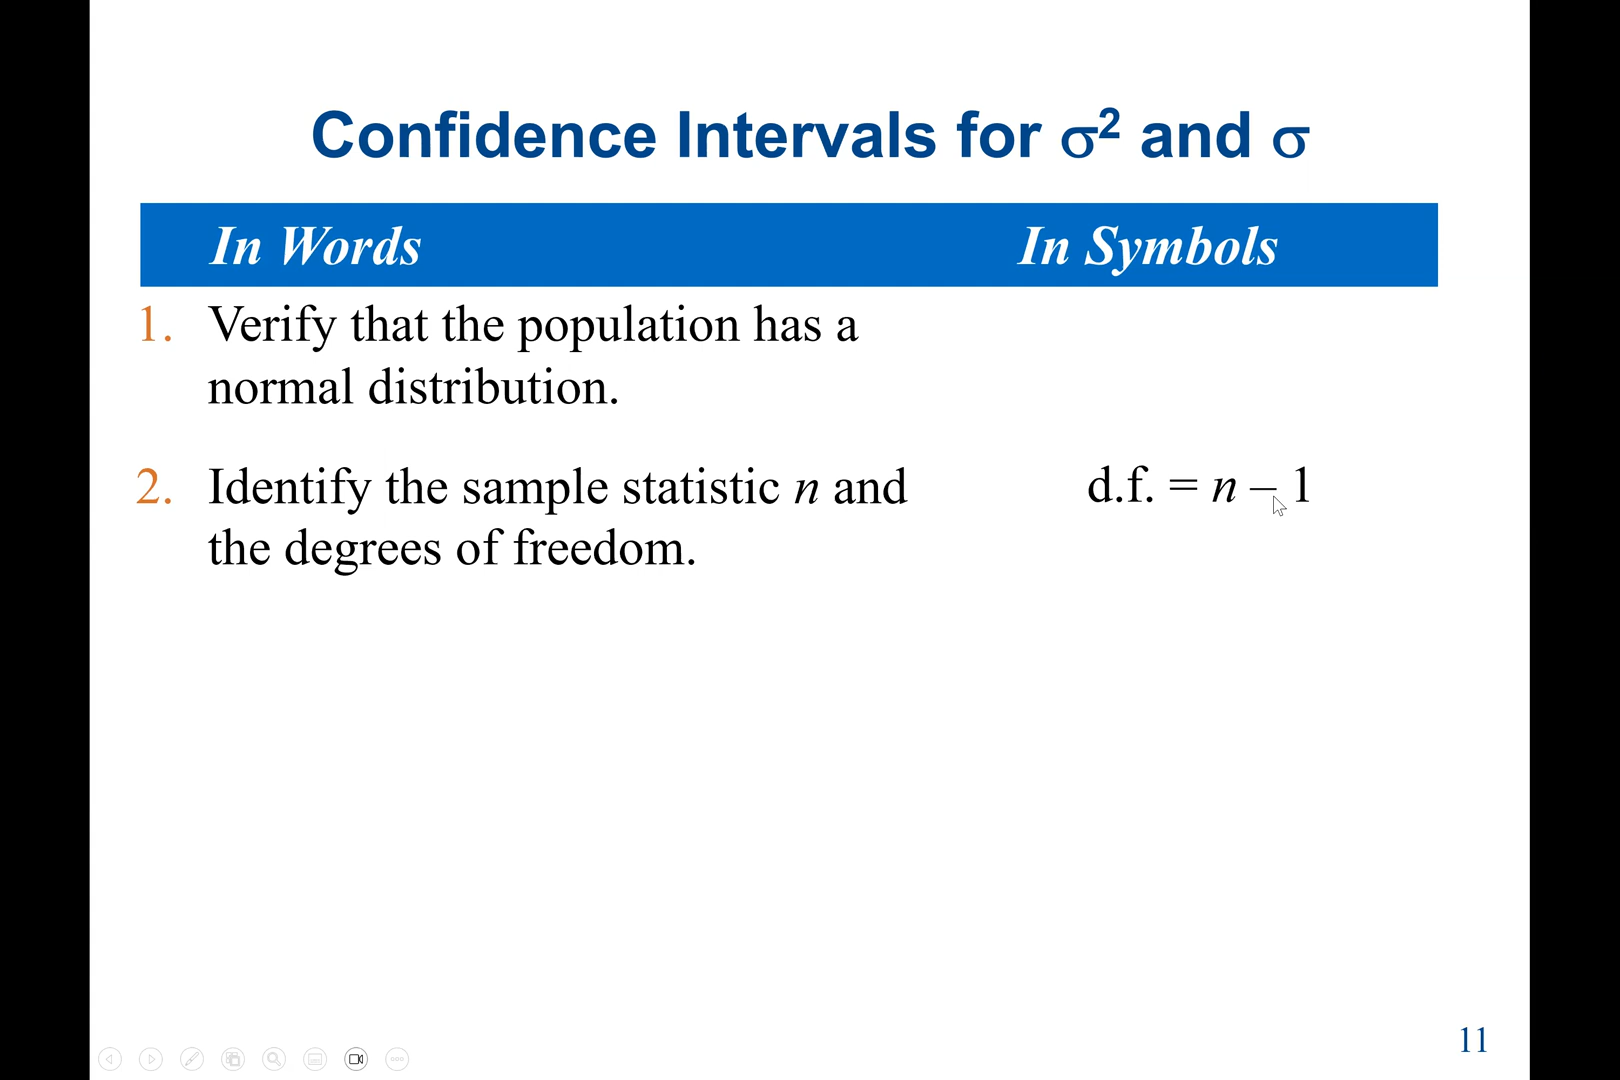 Confidence Intervals for σ² and σ
In Words In Symbols
1. Verify that the population has a
normal distribution.
2. Identify the sample statistic n and d.f. = n – 1
the degrees of freedom.
11